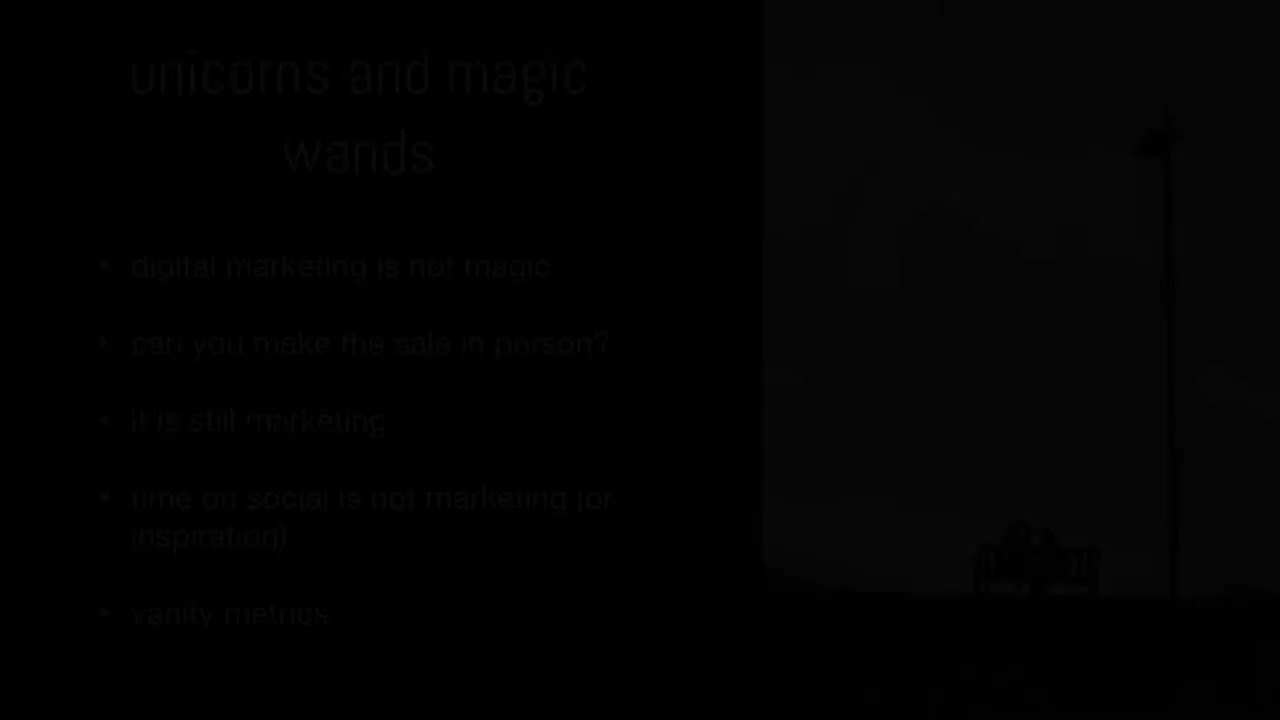 unicorns and magic
wands
• digital marketing is not magic
• can you make the sale in person?
• it is still marketing
• time on social is not marketing (or
inspiration)
• vanity metrics